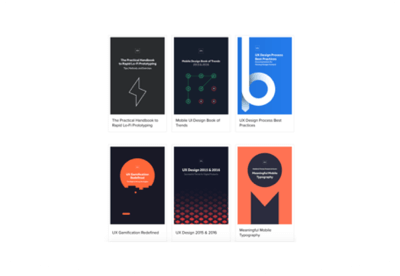 The Practical Handbook
to Rapid Lo-Fi Prototyping
Mobile Design Book of Trends
UX Design Process Best
Practices
The Practical Handbook to
Rapid Lo-Fi Prototyping
Mobile UI Design Book of
Trends
UX Design Process Best
Practices
UX Gamification
Redefined
UX Design 2015 & 2016
Meaningful Mobile
Typography
UX Gamification Redefined
UX Design 2015 & 2016
Meaningful Mobile
Typography